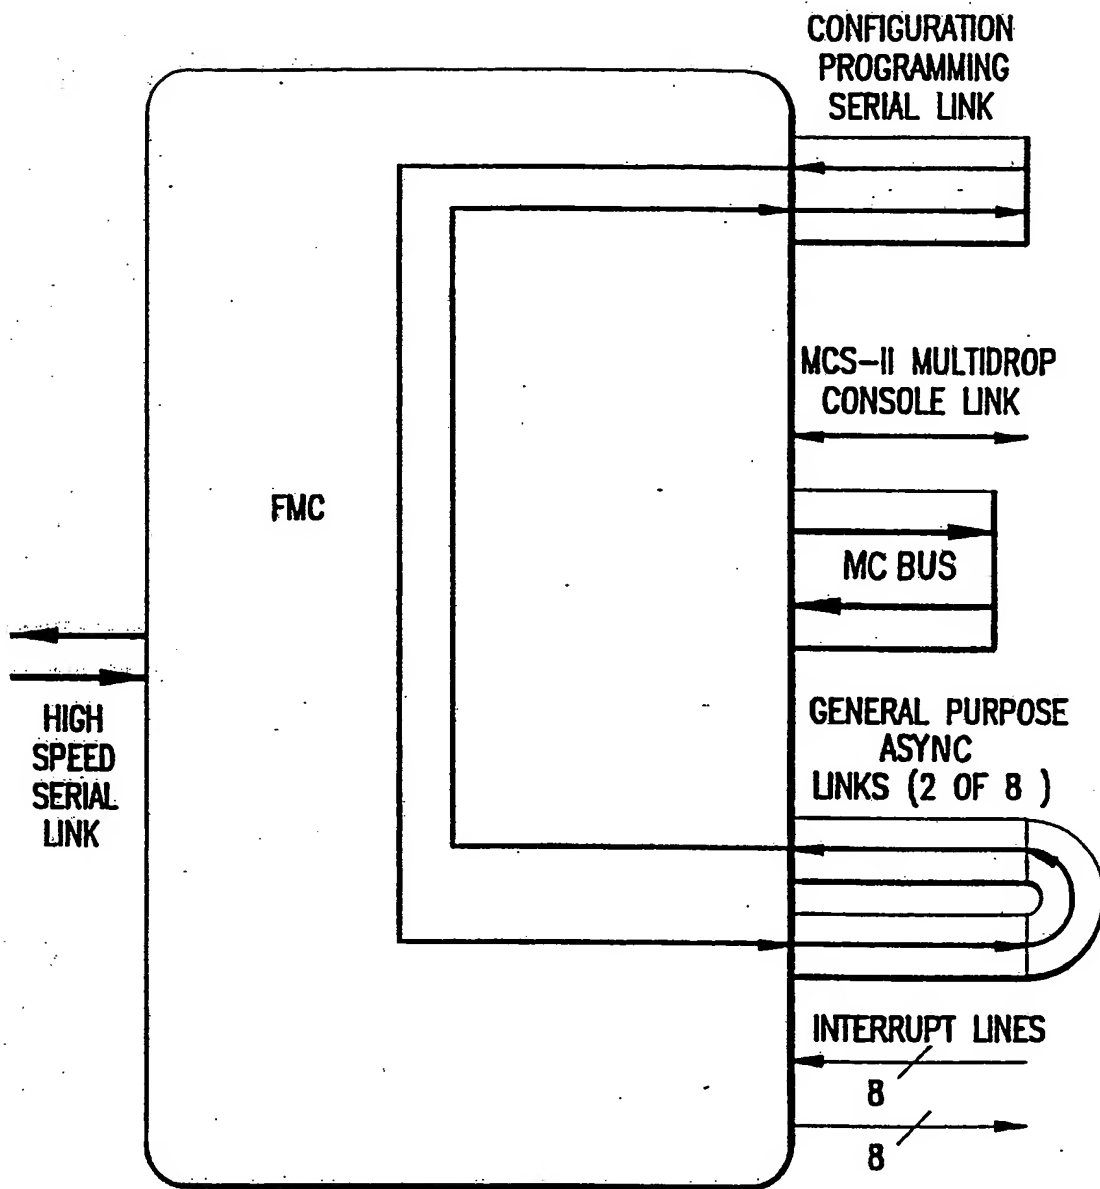 CONFIGURATION
PROGRAMMING
SERIAL LINK
MCS-II MULTIDROP
CONSOLE LINK
FMC
MC BUS
HIGH
SPEED
SERIAL
LINK
GENERAL PURPOSE
ASYNC
LINKS (2 OF 8 )
INTERRUPT LINES
8
8